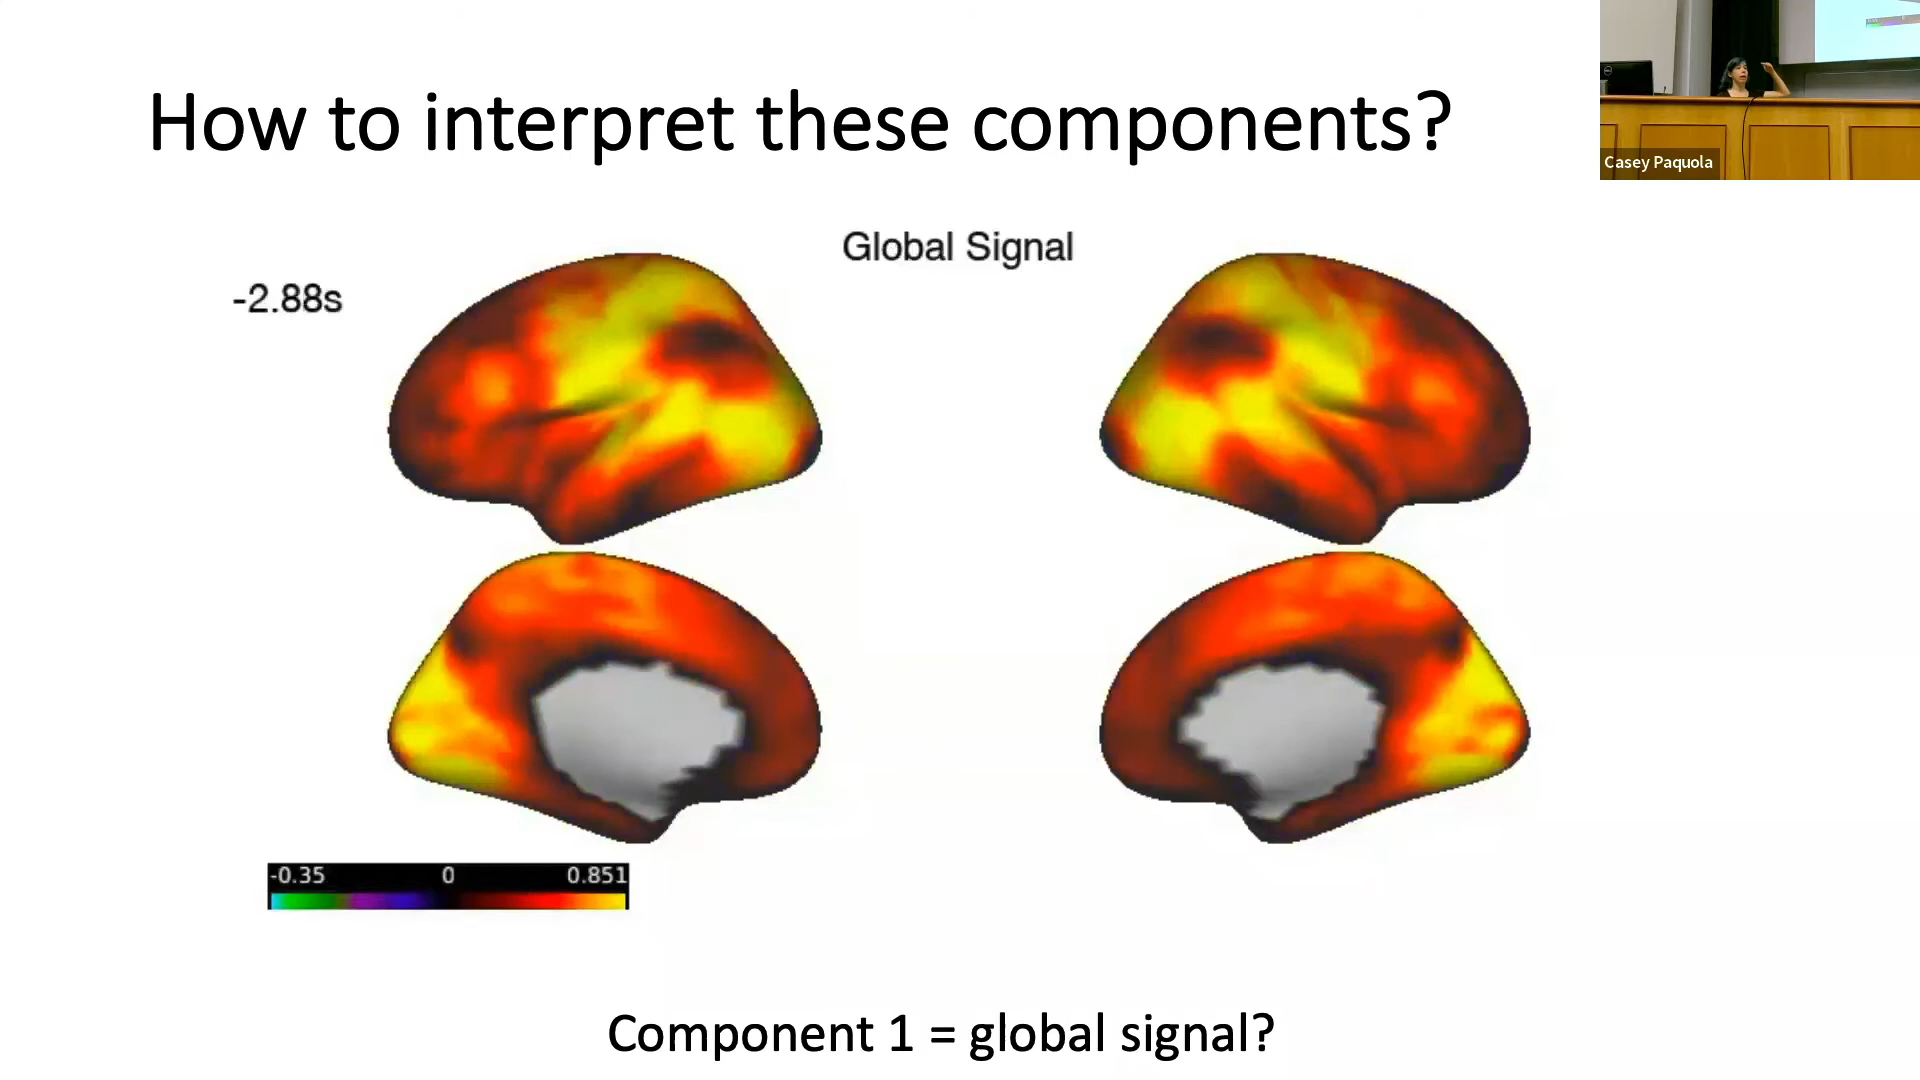 How to interpret these components?
Casey Paquola
Global Signal
-2.88s
-0.35 0 0.851
Component 1 = global signal?